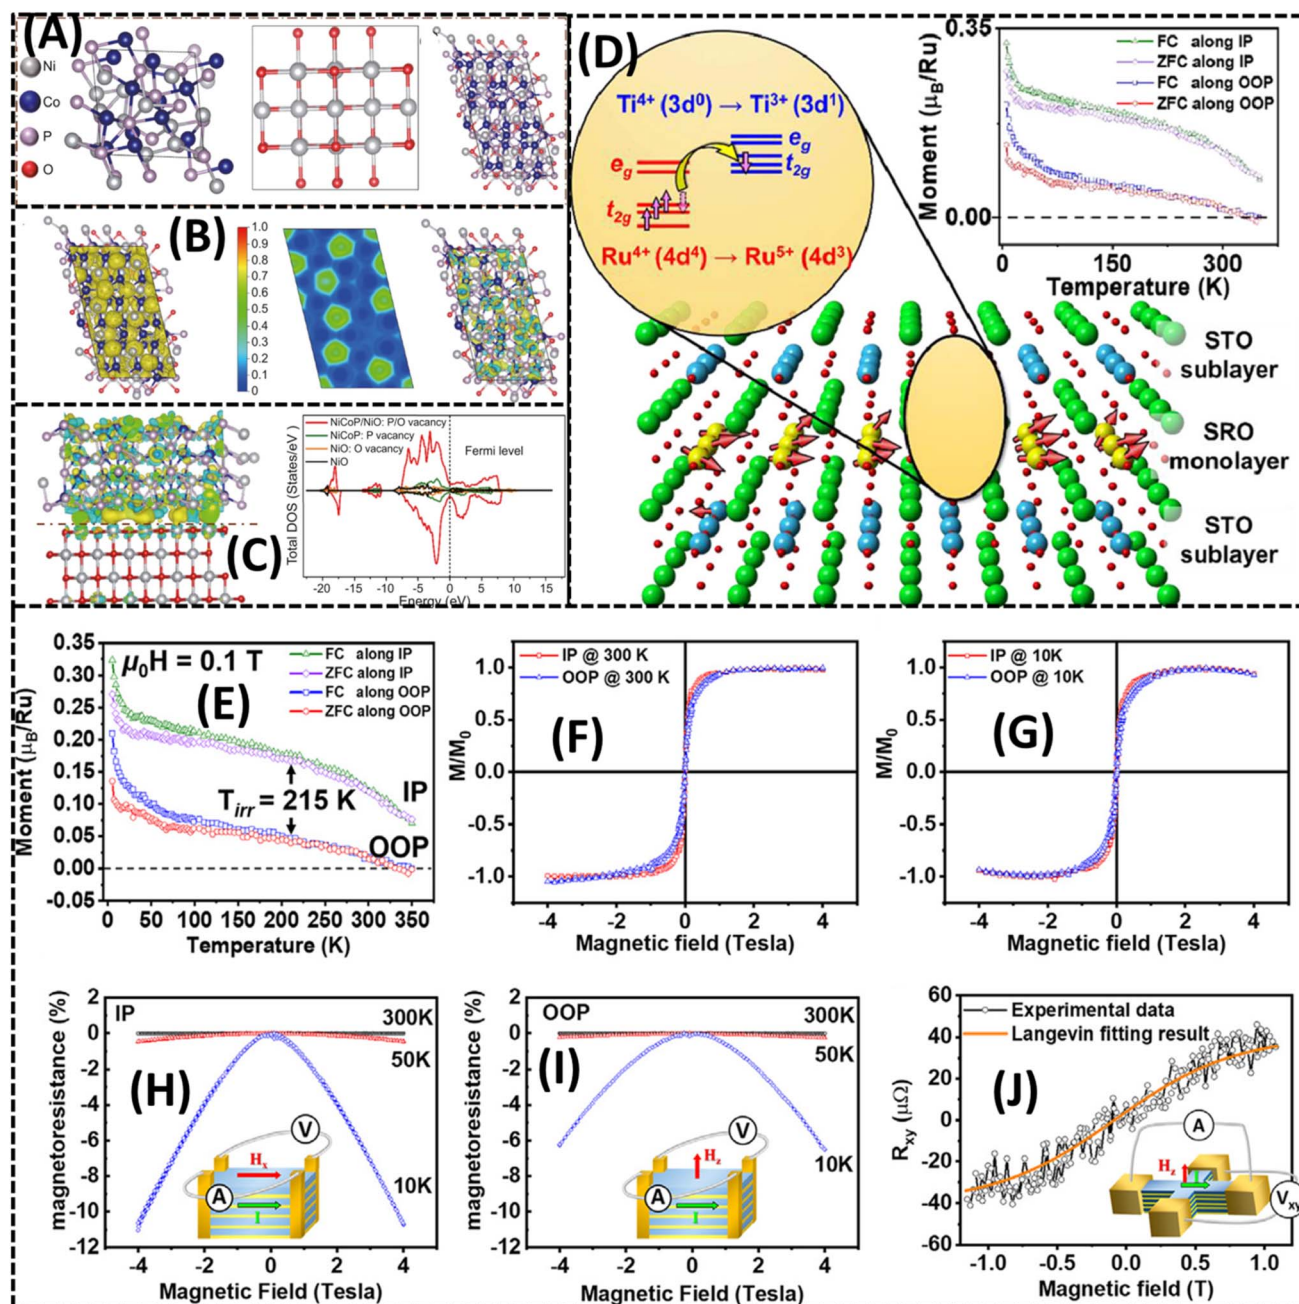 (A)
Ni
Co
P
O
(B)
1.0
0.9
0.8
0.7
0.6
0.5
0.4
0.3
0.2
0.1
0
(C)
NiCoP/NiO: P/O vacancy
NiCoP: P vacancy
NiO: O vacancy
NiO
Fermi level
Total DOS (States/eV)
-20 -15 -10 -5 0 5 10 15
Energy (eV)
(D)
Ti⁴⁺ (3d⁰) → Ti³⁺ (3d¹)
e_g
t_2g
e_g
t_2g
Ru⁴⁺ (4d⁴) → Ru⁵⁺ (4d³)
0.35
0.00
Moment (μ_B/Ru)
FC along IP
ZFC along IP
FC along OOP
ZFC along OOP
0 150 300
Temperature (K)
STO
sublayer
SRO
monolayer
STO
sublayer
(E)
μ₀H = 0.1 T
FC along IP
ZFC along IP
FC along OOP
ZFC along OOP
T_irr = 215 K
IP
OOP
0.35
0.30
0.25
0.20
0.15
0.10
0.05
0.00
-0.05
Moment (μ_B/Ru)
0 50 100 150 200 250 300 350
Temperature (K)
(F)
IP @ 300 K
OOP @ 300 K
1.0
0.5
0.0
-0.5
-1.0
M/M₀
-4 -2 0 2 4
Magnetic field (Tesla)
(G)
IP @ 10K
OOP @ 10K
1.0
0.5
0.0
-0.5
-1.0
M/M₀
-4 -2 0 2 4
Magnetic field (Tesla)
(H)
IP
300K
50K
10K
2
0
-2
-4
-6
-8
-10
-12
magnetoresistance (%)
V
H_x
A
I
-4 -2 0 2 4
Magnetic Field (Tesla)
(I)
OOP
300K
50K
10K
2
0
-2
-4
-6
-8
-10
-12
magnetoresistance (%)
V
H_z
A
I
-4 -2 0 2 4
Magnetic Field (Tesla)
(J)
Experimental data
Langevin fitting result
60
40
20
0
-20
-40
-60
R_xy (μΩ)
A
H_z
I
V_xy
-1.0 -0.5 0.0 0.5 1.0
Magnetic field (T)